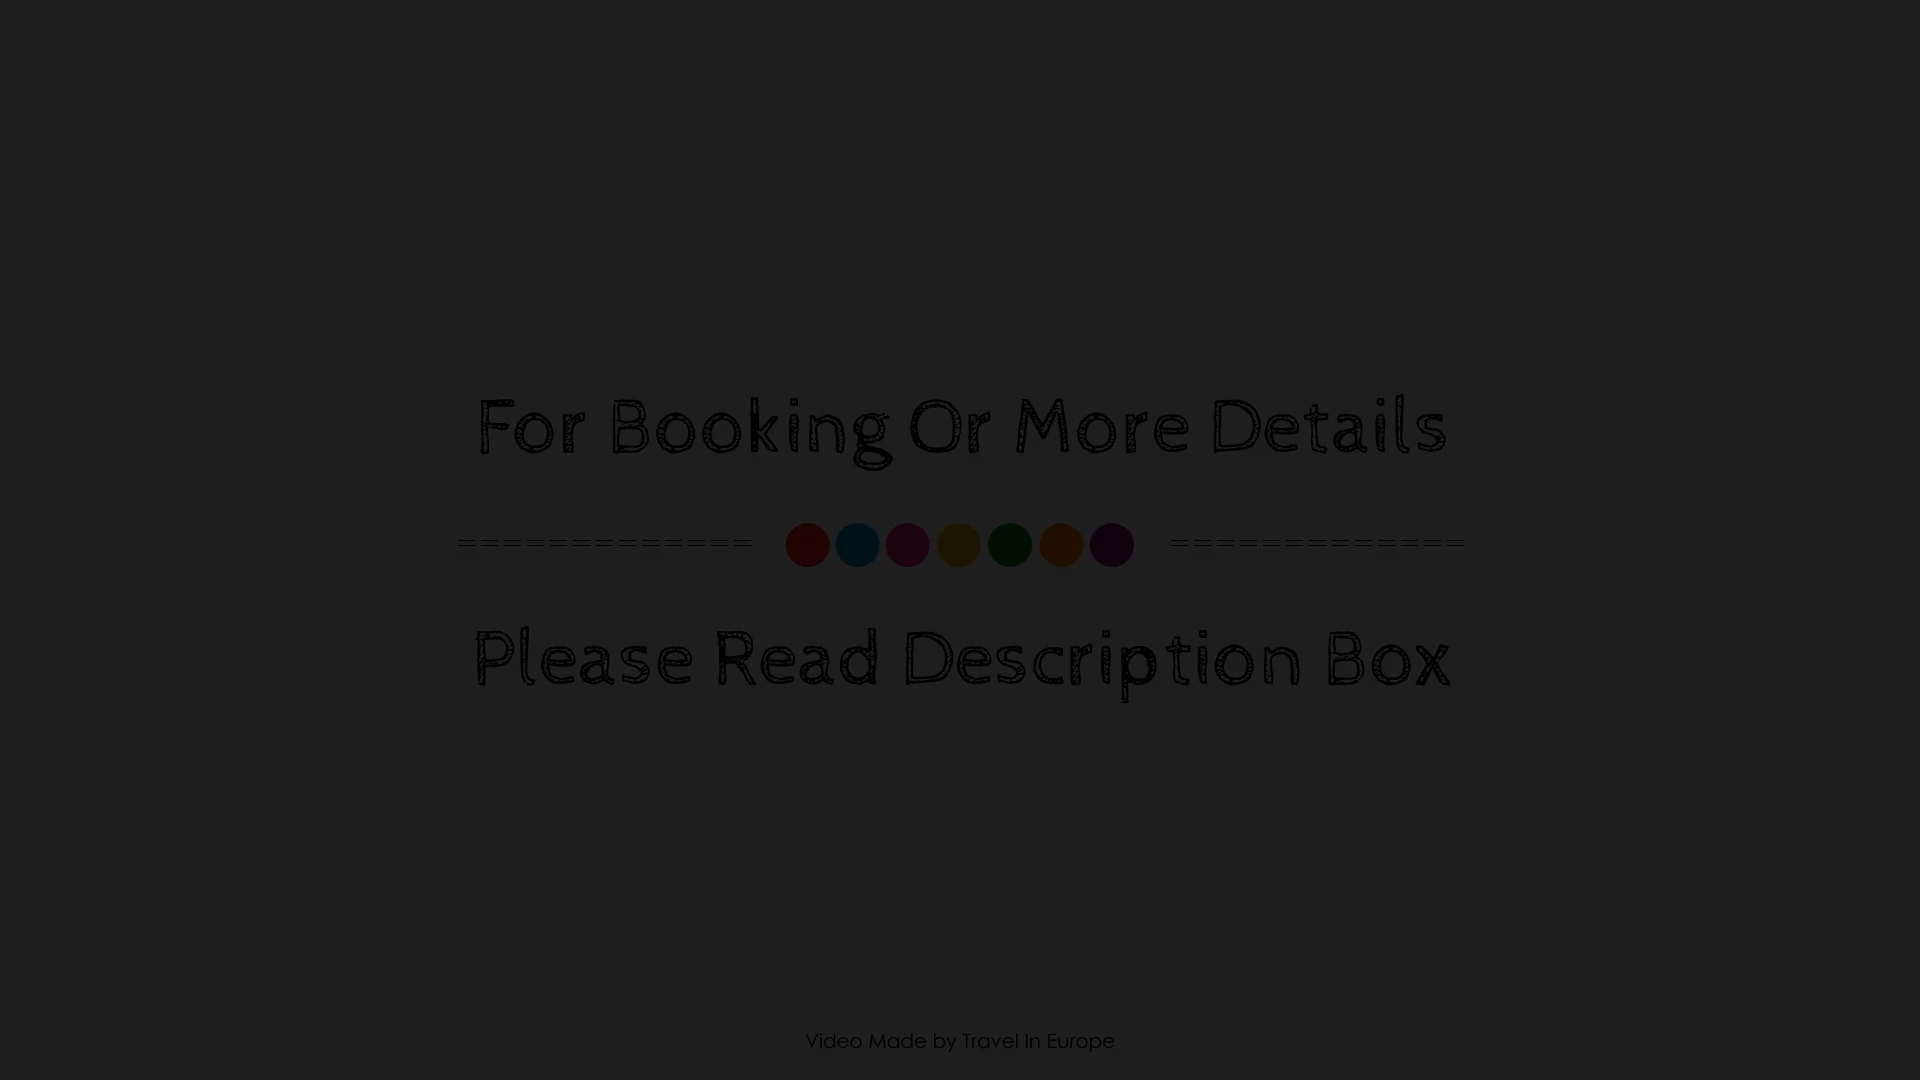 For Booking Or More Details
============= =============
Please Read Description Box
Video Made by Travel In Europe